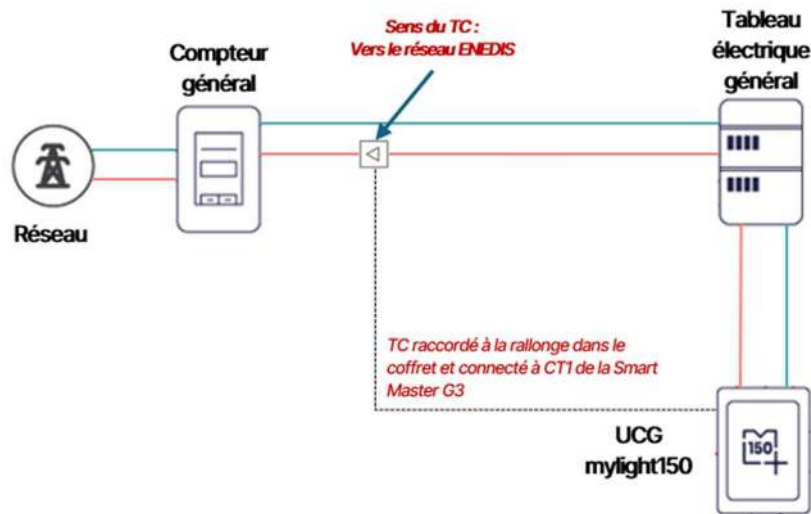 Sens du TC :
Vers le réseau ENEDIS
Compteur
général
Tableau
électrique
général
Réseau
TC raccordé à la rallonge dans le
coffret et connecté à CT1 de la Smart
Master G3
UCG
mylight150
150